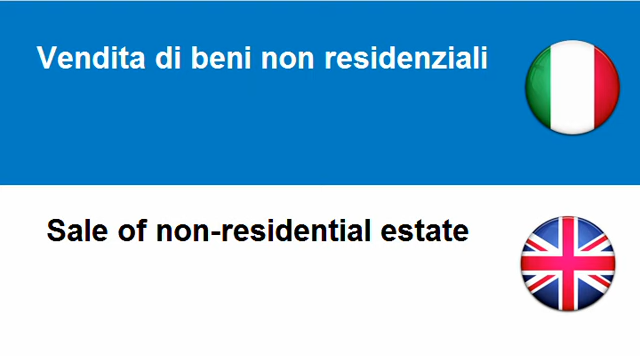 Vendita di beni non residenziali
Sale of non-residential estate